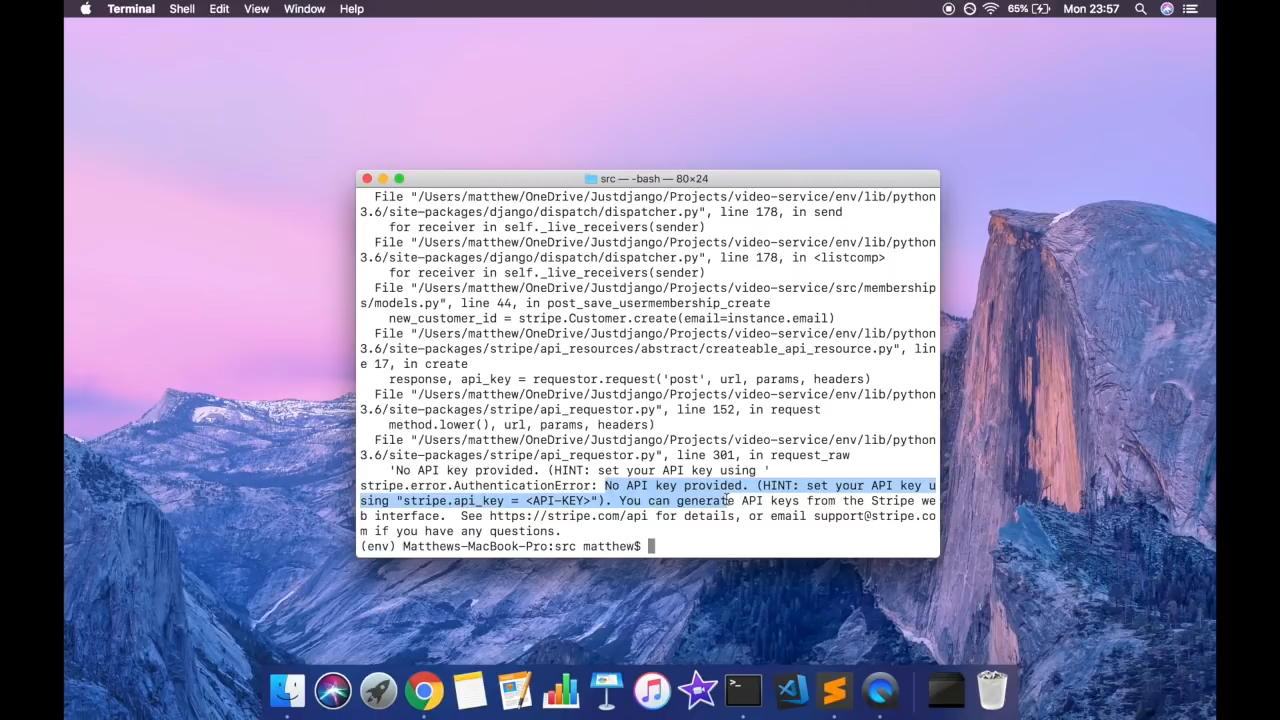 Terminal Shell Edit View Window Help 65% Mon 23:57
src — -bash — 80×24
File "/Users/matthew/OneDrive/Justdjango/Projects/video-service/env/lib/python
3.6/site-packages/django/dispatch/dispatcher.py", line 178, in send
for receiver in self._live_receivers(sender)
File "/Users/matthew/OneDrive/Justdjango/Projects/video-service/env/lib/python
3.6/site-packages/django/dispatch/dispatcher.py", line 178, in <listcomp>
for receiver in self._live_receivers(sender)
File "/Users/matthew/OneDrive/Justdjango/Projects/video-service/src/membership
s/models.py", line 44, in post_save_usermembership_create
new_customer_id = stripe.Customer.create(email=instance.email)
File "/Users/matthew/OneDrive/Justdjango/Projects/video-service/env/lib/python
3.6/site-packages/stripe/api_resources/abstract/createable_api_resource.py", lin
e 17, in create
response, api_key = requestor.request('post', url, params, headers)
File "/Users/matthew/OneDrive/Justdjango/Projects/video-service/env/lib/python
3.6/site-packages/stripe/api_requestor.py", line 152, in request
method.lower(), url, params, headers)
File "/Users/matthew/OneDrive/Justdjango/Projects/video-service/env/lib/python
3.6/site-packages/stripe/api_requestor.py", line 301, in request_raw
'No API key provided. (HINT: set your API key using '
stripe.error.AuthenticationError: No API key provided. (HINT: set your API key u
sing "stripe.api_key = <API-KEY>"). You can generate API keys from the Stripe we
b interface.  See https://stripe.com/api for details, or email support@stripe.co
m if you have any questions.
(env) Matthews-MacBook-Pro:src matthew$